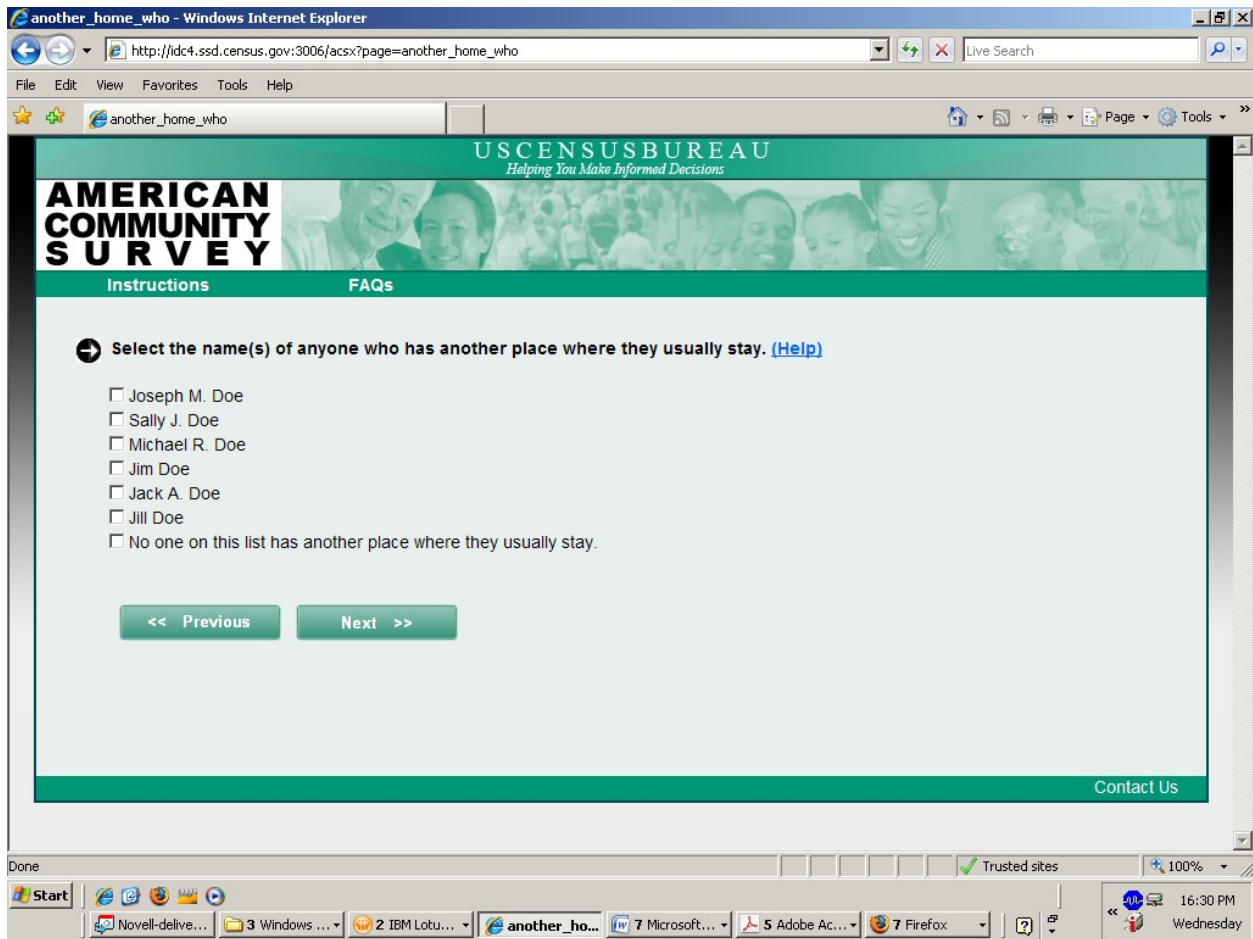 another_home_who - Windows Internet Explorer
http://idc4.ssd.census.gov:3006/acsx?page=another_home_who
Live Search
File Edit View Favorites Tools Help
another_home_who
Page Tools »
USCENSUSBUREAU
Helping You Make Informed Decisions
AMERICAN
COMMUNITY
SURVEY
Instructions FAQs
Select the name(s) of anyone who has another place where they usually stay. (Help)
Joseph M. Doe
Sally J. Doe
Michael R. Doe
Jim Doe
Jack A. Doe
Jill Doe
No one on this list has another place where they usually stay.
<< Previous Next >>
Contact Us
Done Trusted sites 100%
Start « 16:30 PM
Novell-delive... 3 Windows ... 2 IBM Lotu... another_ho... 7 Microsoft... 5 Adobe Ac... 7 Firefox Wednesday